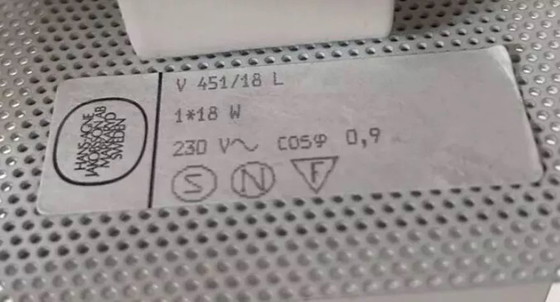 HANS-AGNE
JAKOBSSON AB
MARKARYD
SWEDEN
V 451/18 L
1*18 W
230 V~ COSφ 0,9
S N F